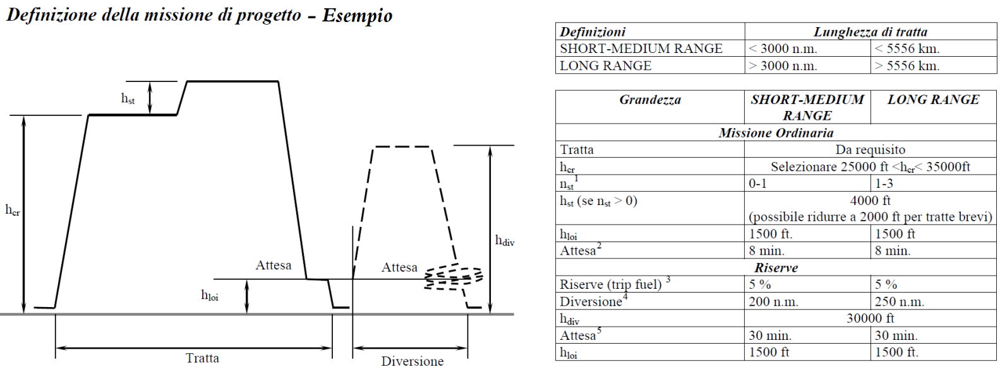 Definizione della missione di progetto – Esempio
hst
hcr
Attesa
hloi
Attesa
hdiv
Tratta
Diversione
Definizioni Lunghezza di tratta
SHORT-MEDIUM RANGE < 3000 n.m. < 5556 km.
LONG RANGE > 3000 n.m. > 5556 km.
Grandezza SHORT-MEDIUM RANGE LONG RANGE
Missione Ordinaria
Tratta Da requisito
hcr Selezionare 25000 ft <hcr< 35000ft
nst1 0-1 1-3
hst (se nst > 0) 4000 ft
(possibile ridurre a 2000 ft per tratte brevi)
hloi 1500 ft. 1500 ft
Attesa2 8 min. 8 min.
Riserve
Riserve (trip fuel) 3 5 % 5 %
Diversione4 200 n.m. 250 n.m.
hdiv 30000 ft
Attesa5 30 min. 30 min.
hloi 1500 ft 1500 ft.